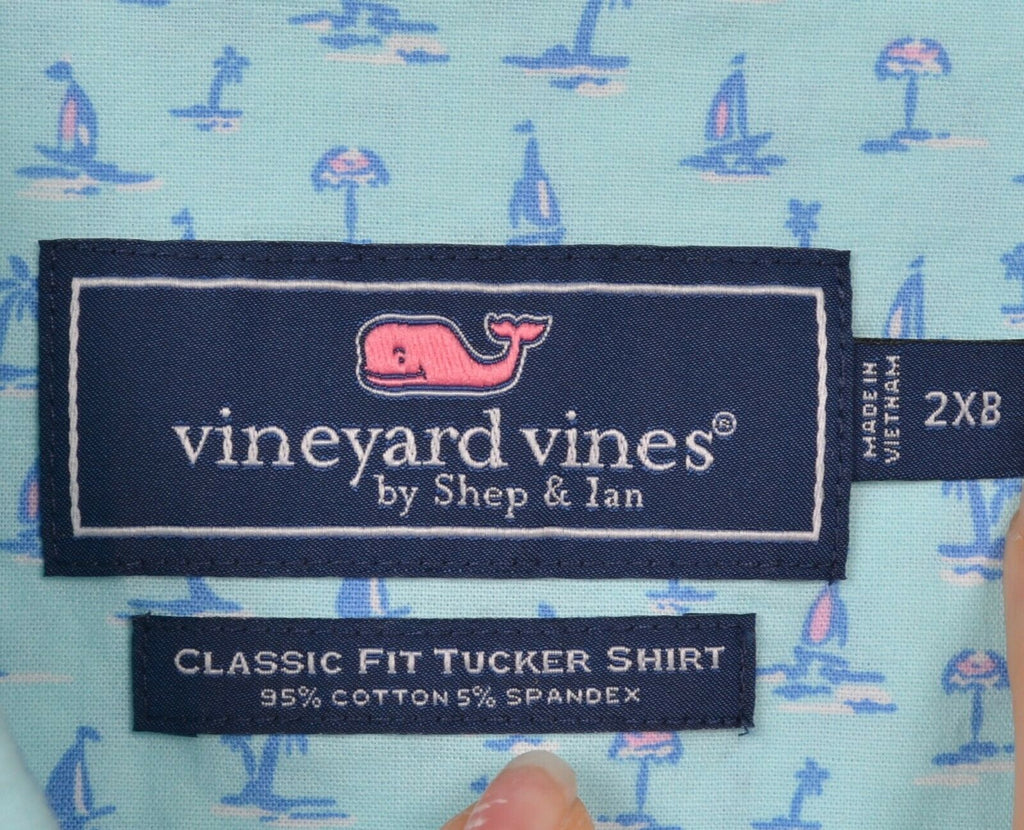 vineyard vines®
by Shep & Ian
MADE IN
VIETNAM
2XB
CLASSIC FIT TUCKER SHIRT
95% COTTON 5% SPANDEX